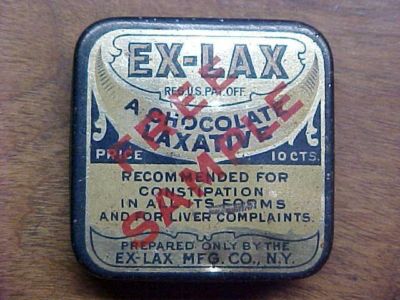 EX-LAX
REG.U.S.PAT.OFF.
A CHOCOLATE
LAXATIVE
FREE
SAMPLE
PRICE 10 CTS.
RECOMMENDED FOR
CONSTIPATION
IN ALL ITS FORMS
AND FOR LIVER COMPLAINTS.
PREPARED ONLY BY THE
EX-LAX MFG. CO., N.Y.